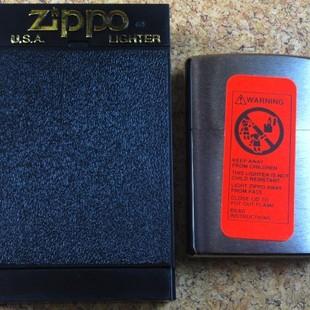 Zippo
U.S.A. LIGHTER
WARNING
KEEP AWAY
FROM CHILDREN
THIS LIGHTER IS NOT
CHILD RESISTANT
LIGHT ZIPPO AWAY
FROM FACE
CLOSE LID TO
PUT OUT FLAME
READ
INSTRUCTIONS